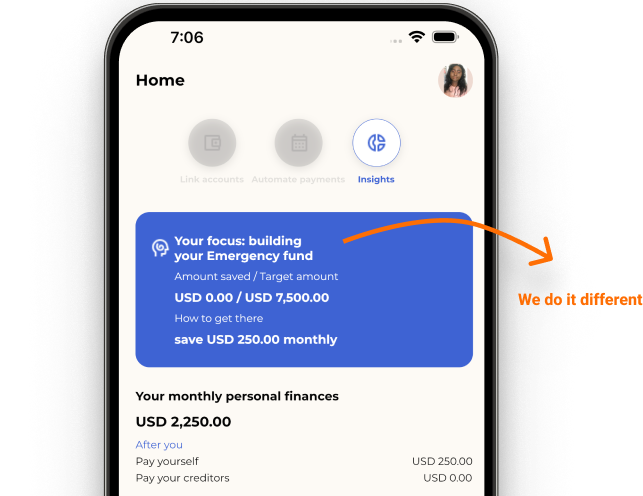 7:06
Home
Link accounts
Automate payments
Insights
Your focus: building
your Emergency fund
Amount saved / Target amount
USD 0.00 / USD 7,500.00
How to get there
save USD 250.00 monthly
We do it different
Your monthly personal finances
USD 2,250.00
After you
Pay yourself USD 250.00
Pay your creditors USD 0.00